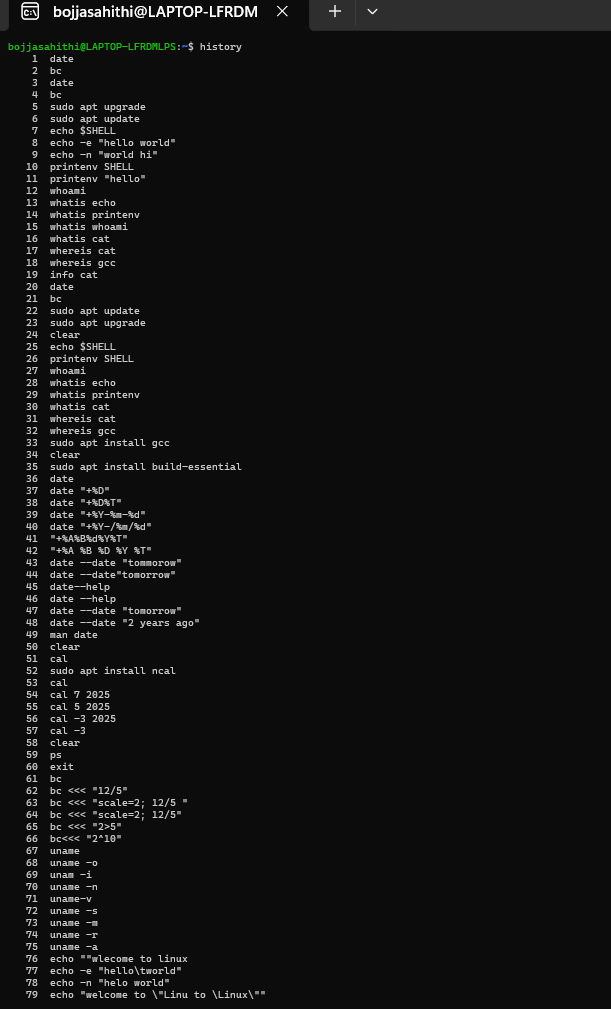 bojjasahithi@LAPTOP-LFRDM
bojjasahithi@LAPTOP-LFRDMLPS:~$ history
1 date
2 bc
3 date
4 bc
5 sudo apt upgrade
6 sudo apt update
7 echo $SHELL
8 echo -e "hello world"
9 echo -n "world hi"
10 printenv SHELL
11 printenv "hello"
12 whoami
13 whatis echo
14 whatis printenv
15 whatis whoami
16 whatis cat
17 whereis cat
18 whereis gcc
19 info cat
20 date
21 bc
22 sudo apt update
23 sudo apt upgrade
24 clear
25 echo $SHELL
26 printenv SHELL
27 whoami
28 whatis echo
29 whatis printenv
30 whatis cat
31 whereis cat
32 whereis gcc
33 sudo apt install gcc
34 clear
35 sudo apt install build-essential
36 date
37 date "+%D"
38 date "+%D%T"
39 date "+%Y-%m-%d"
40 date "+%Y-/%m/%d"
41 "+%A%B%d%Y%T"
42 "+%A %B %D %Y %T"
43 date --date "tommorow"
44 date --date"tomorrow"
45 date--help
46 date --help
47 date --date "tomorrow"
48 date --date "2 years ago"
49 man date
50 clear
51 cal
52 sudo apt install ncal
53 cal
54 cal 7 2025
55 cal 5 2025
56 cal -3 2025
57 cal -3
58 clear
59 ps
60 exit
61 bc
62 bc <<< "12/5"
63 bc <<< "scale=2; 12/5 "
64 bc <<< "scale=2; 12/5"
65 bc <<< "2>5"
66 bc<<< "2^10"
67 uname
68 uname -o
69 unam -i
70 uname -n
71 uname-v
72 uname -s
73 uname -m
74 uname -r
75 uname -a
76 echo ""wlecome to linux
77 echo -e "hello\tworld"
78 echo -n "helo world"
79 echo "welcome to \"Linu to \Linux\""